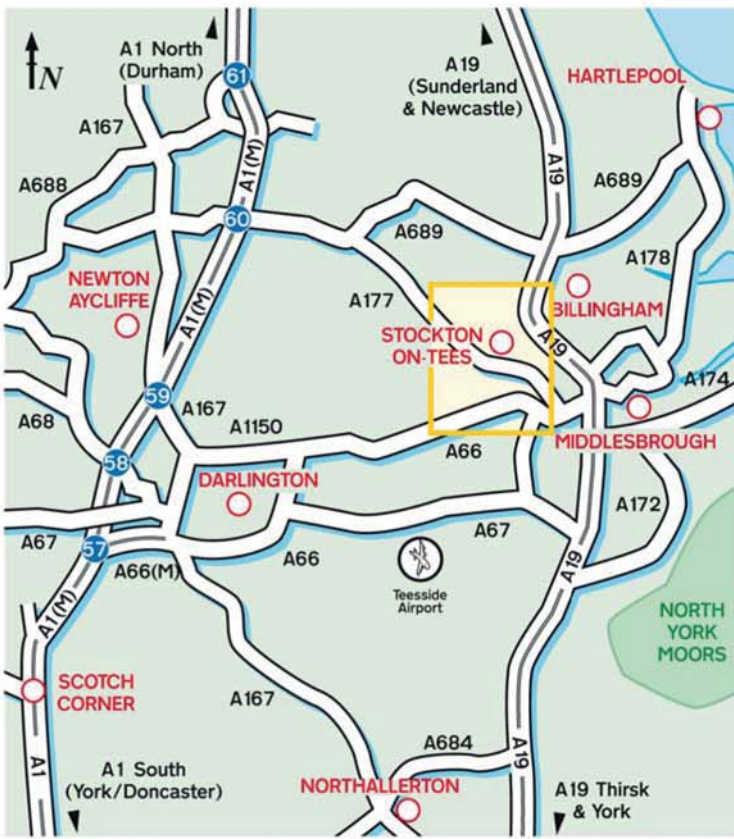 N
A1 North
(Durham)
61
A19
(Sunderland
& Newcastle)
HARTLEPOOL
A167
A1(M)
A19
A688
A689
60
A689
A178
NEWTON
AYCLIFFE
A1(M)
A177
BILLINGHAM
STOCKTON
ON-TEES
A19
A174
59
A167
A68
A1150
A66
MIDDLESBROUGH
58
DARLINGTON
A172
A67
57
A66(M)
A66
A67
A19
Teesside
Airport
A1(M)
NORTH
YORK
MOORS
SCOTCH
CORNER
A167
A684
A1
A19
A1 South
(York/Doncaster)
NORTHALLERTON
A19 Thirsk
& York